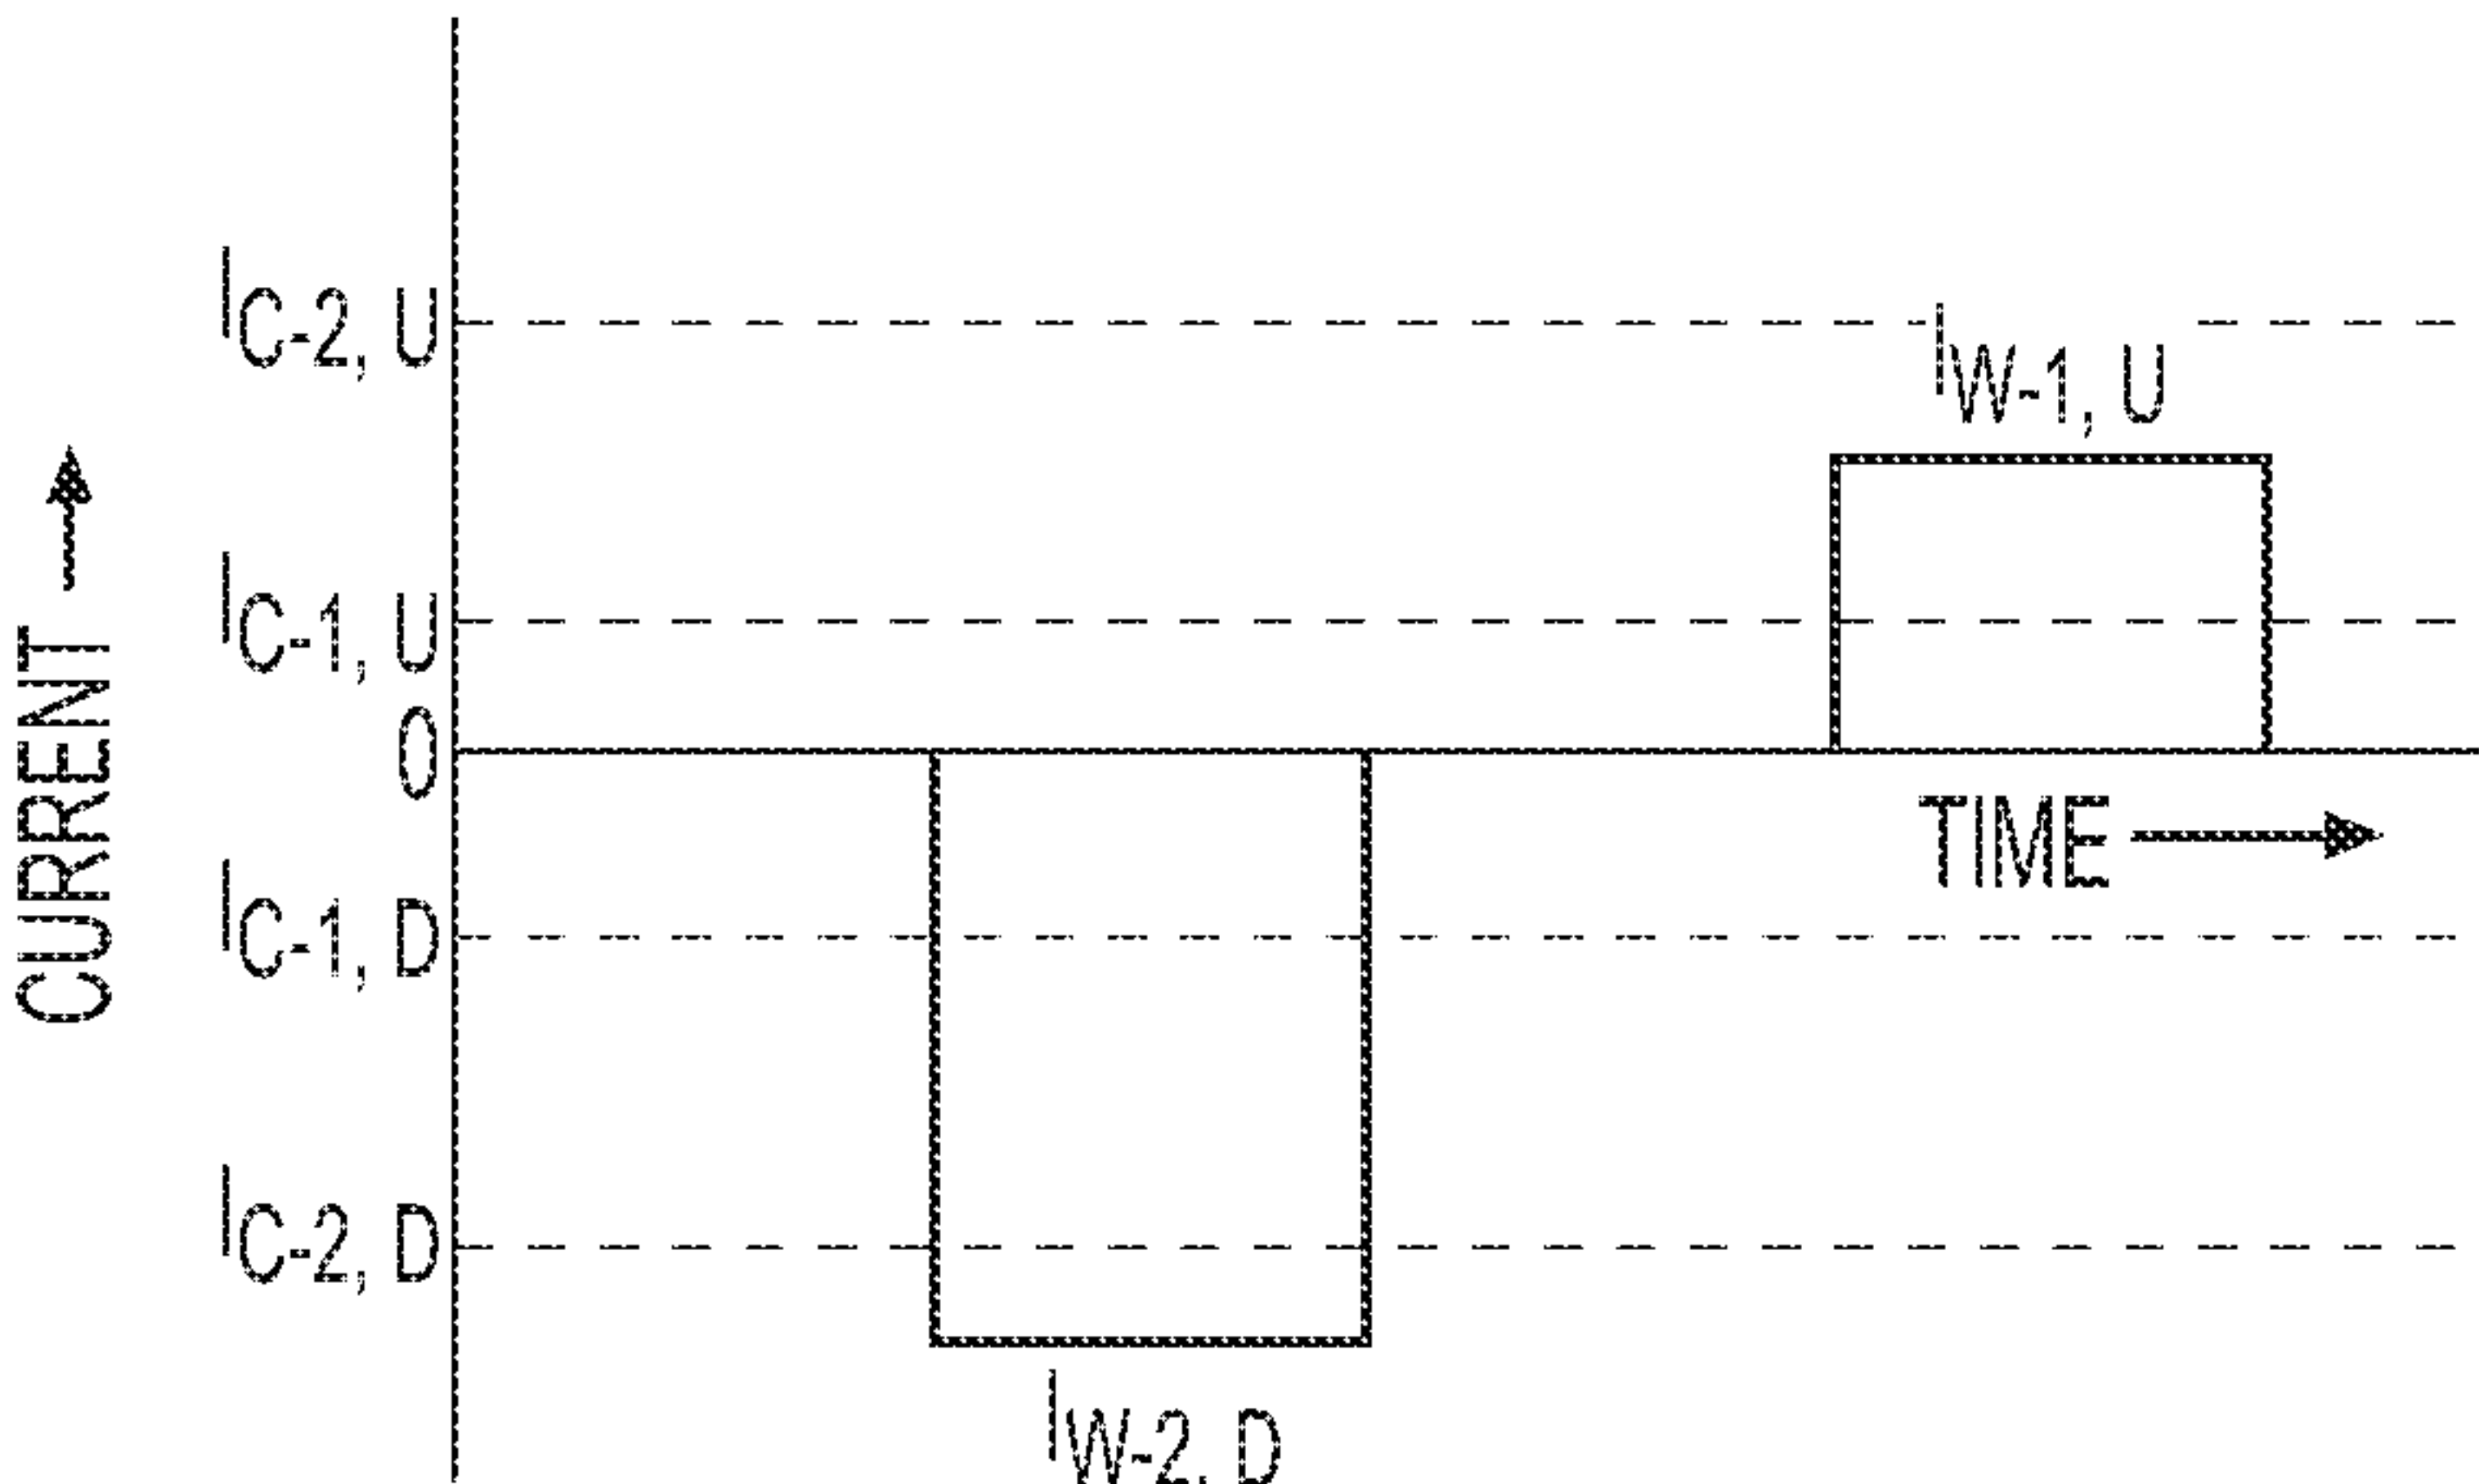 CURRENT
IC-2, U
IC-1, U
0
IC-1, D
IC-2, D
IW-1, U
TIME
IW-2, D